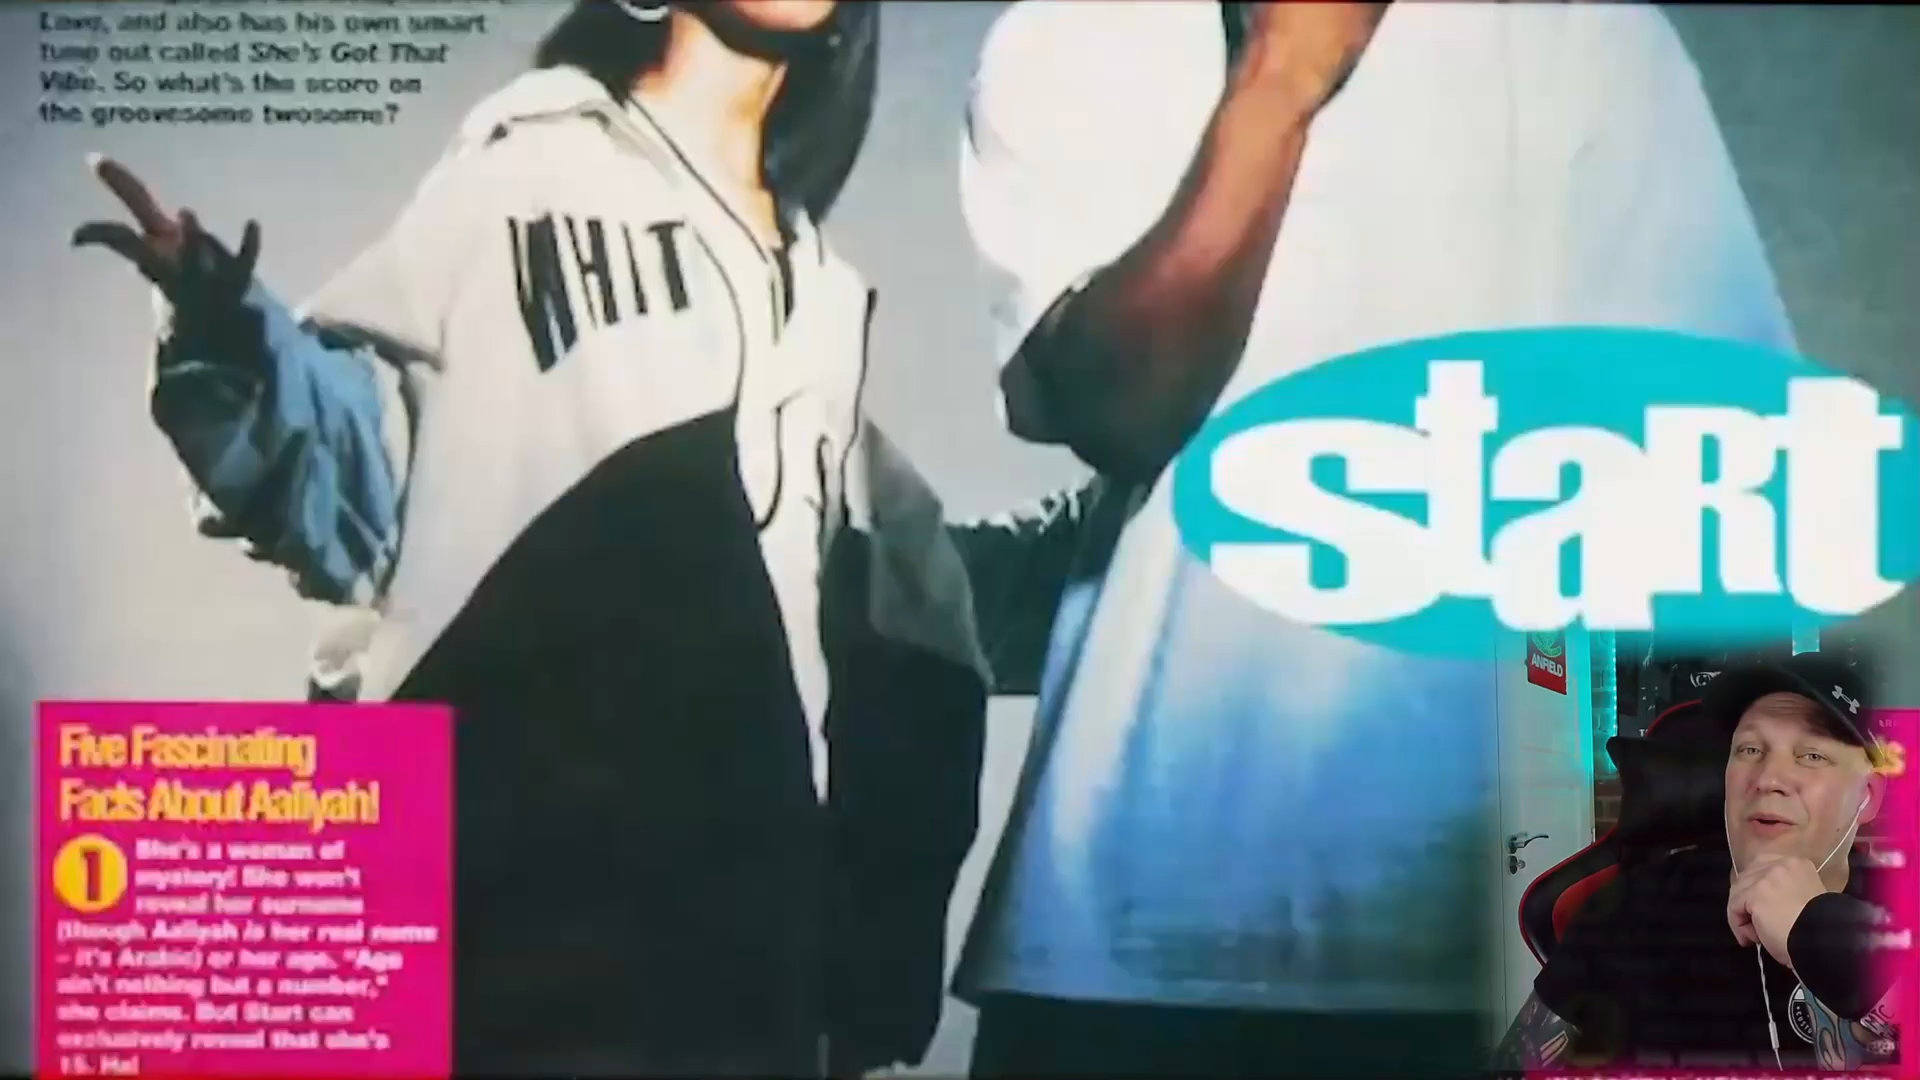 Love, and also has his own smart
tune out called She's Got That
Vibe. So what's the score on
the groovesome twosome?
WHIT
start
ANFIELD
Five Fascinating
Facts About Aaliyah!
1 She's a woman of
mystery! She won't
reveal her surname
(though Aaliyah is her real name
- it's Arabic) or her age. "Age
ain't nothing but a number,"
she claims. But Start can
exclusively reveal that she's
15. Ha!
MTC